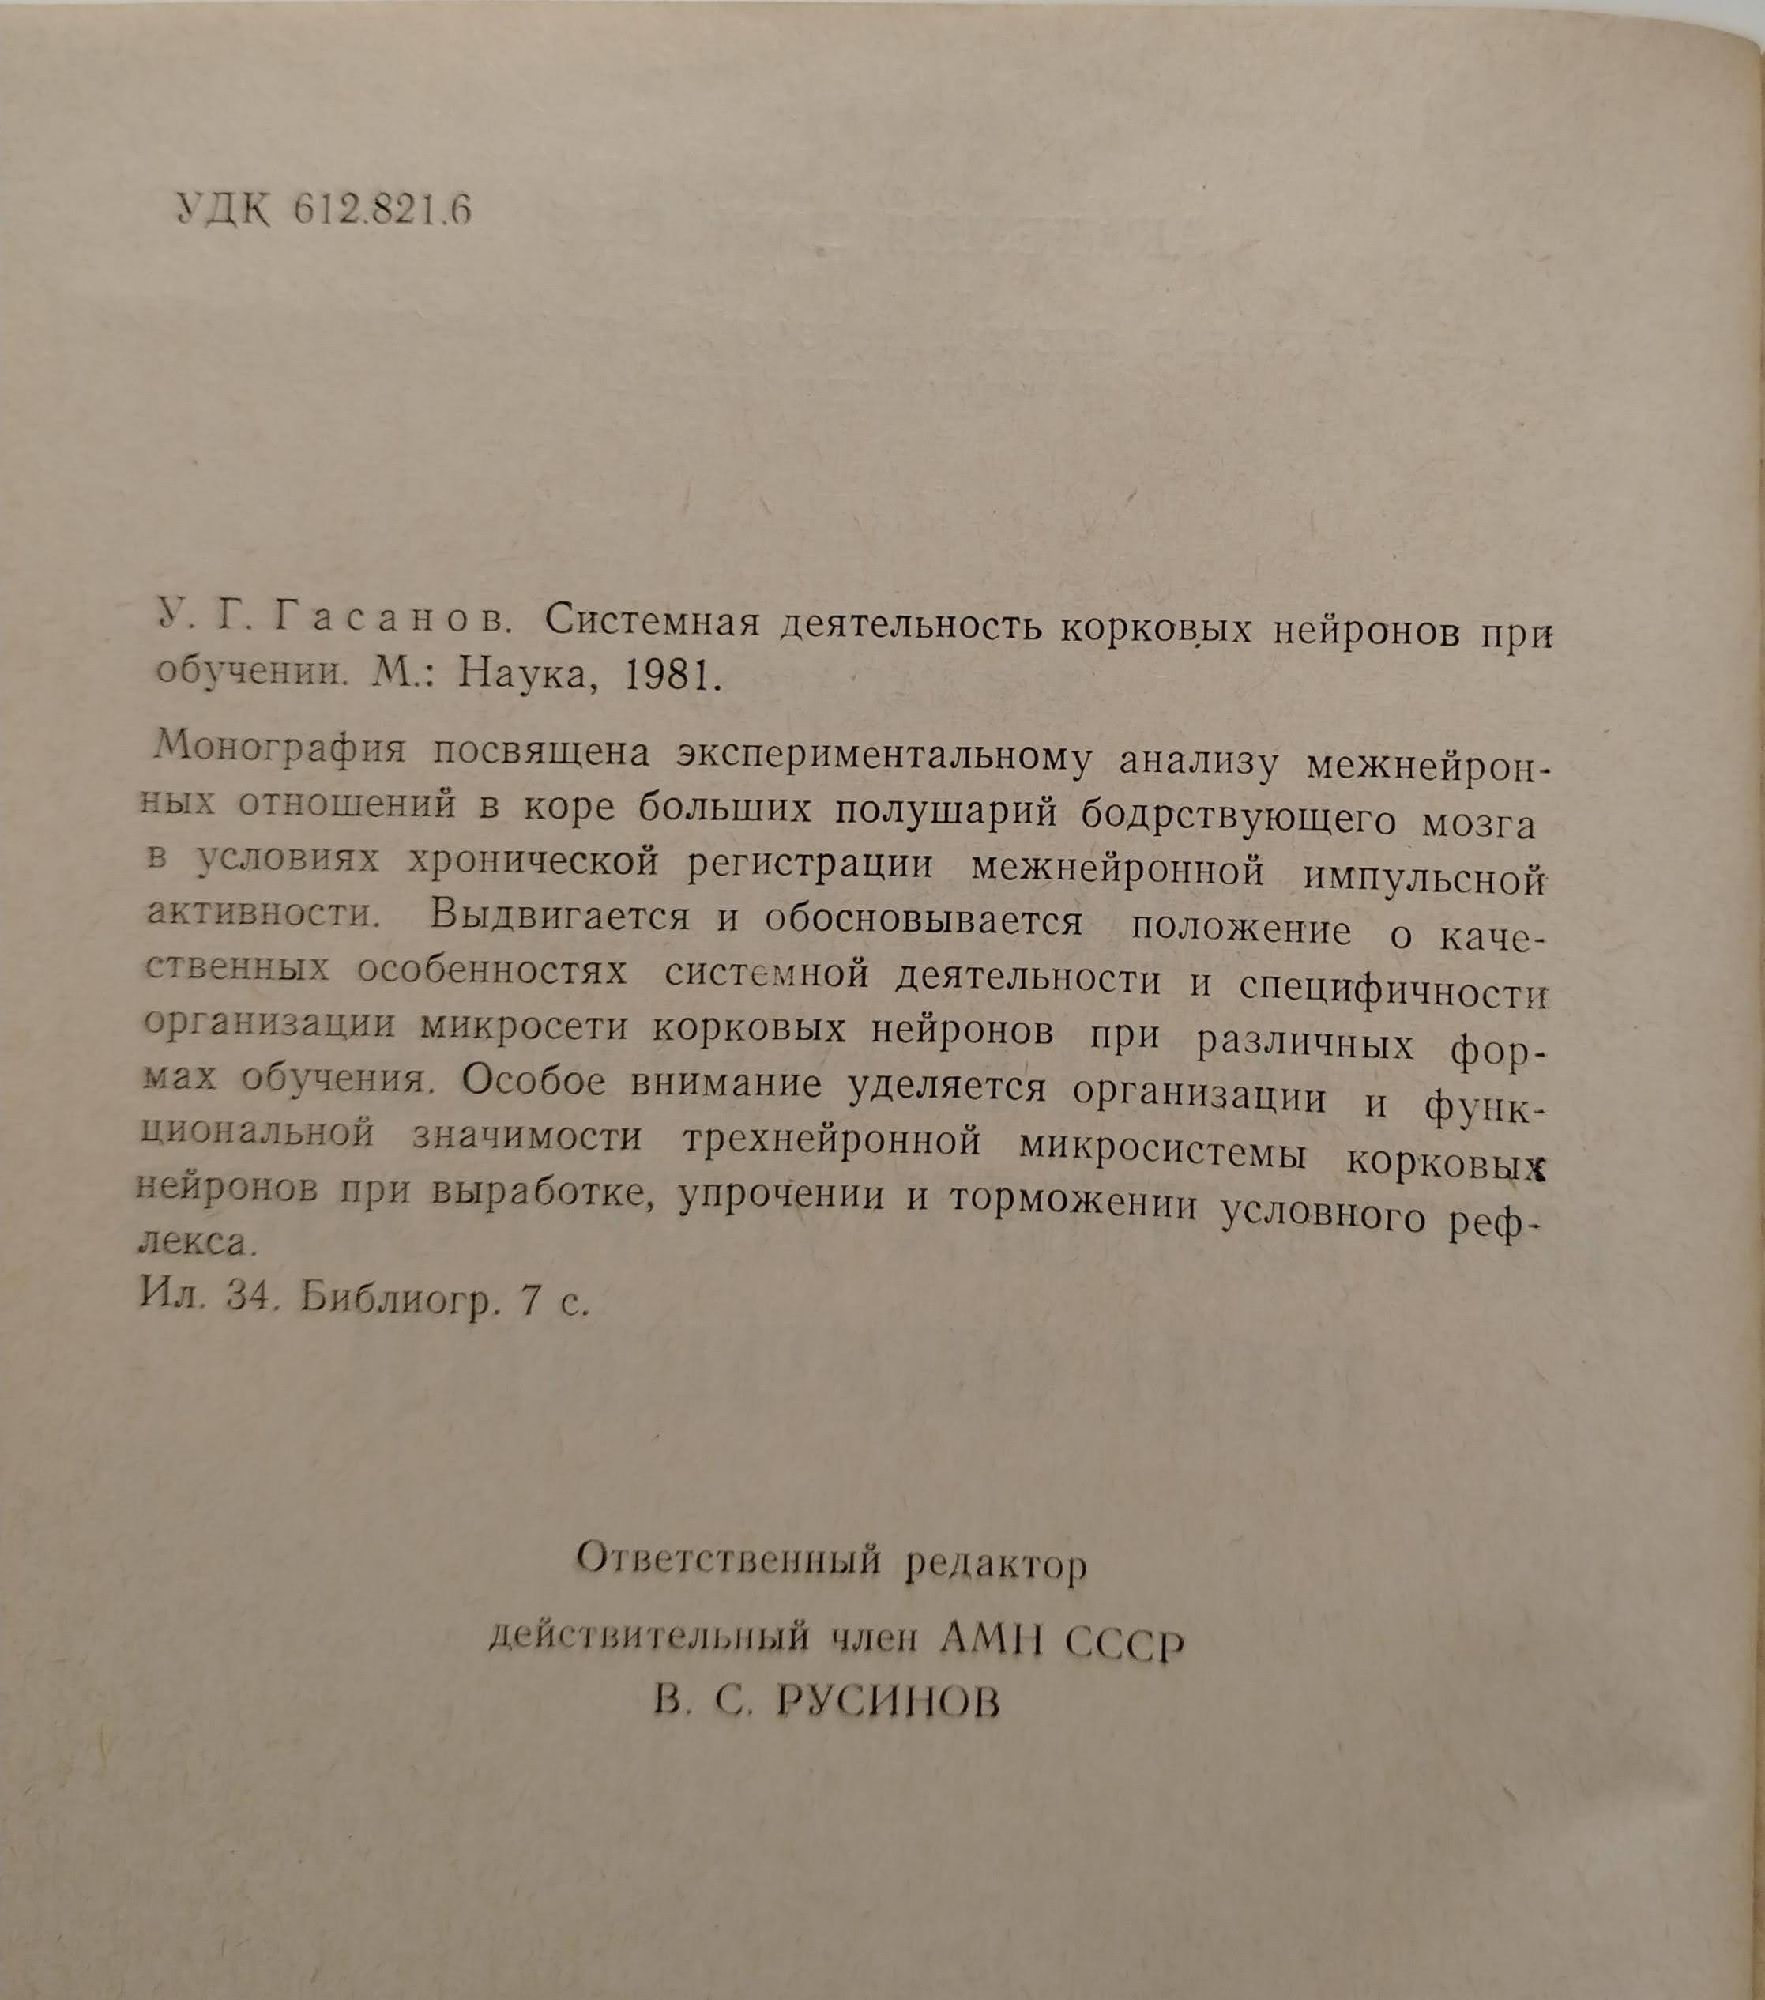 УДК 612.821.6
У. Г. Гасанов. Системная деятельность корковых нейронов при
обучении. М.: Наука, 1981.
Монография посвящена экспериментальному анализу межнейрон-
ных отношений в коре больших полушарий бодрствующего мозга
в условиях хронической регистрации межнейронной импульсной
активности. Выдвигается и обосновывается положение о каче-
ственных особенностях системной деятельности и специфичности
организации микросети корковых нейронов при различных фор-
мах обучения. Особое внимание уделяется организации и функ-
циональной значимости трехнейронной микросистемы корковых
нейронов при выработке, упрочении и торможении условного реф-
лекса.
Ил. 34. Библиогр. 7 с.
Ответственный редактор
действительный член АМН СССР
В. С. РУСИНОВ